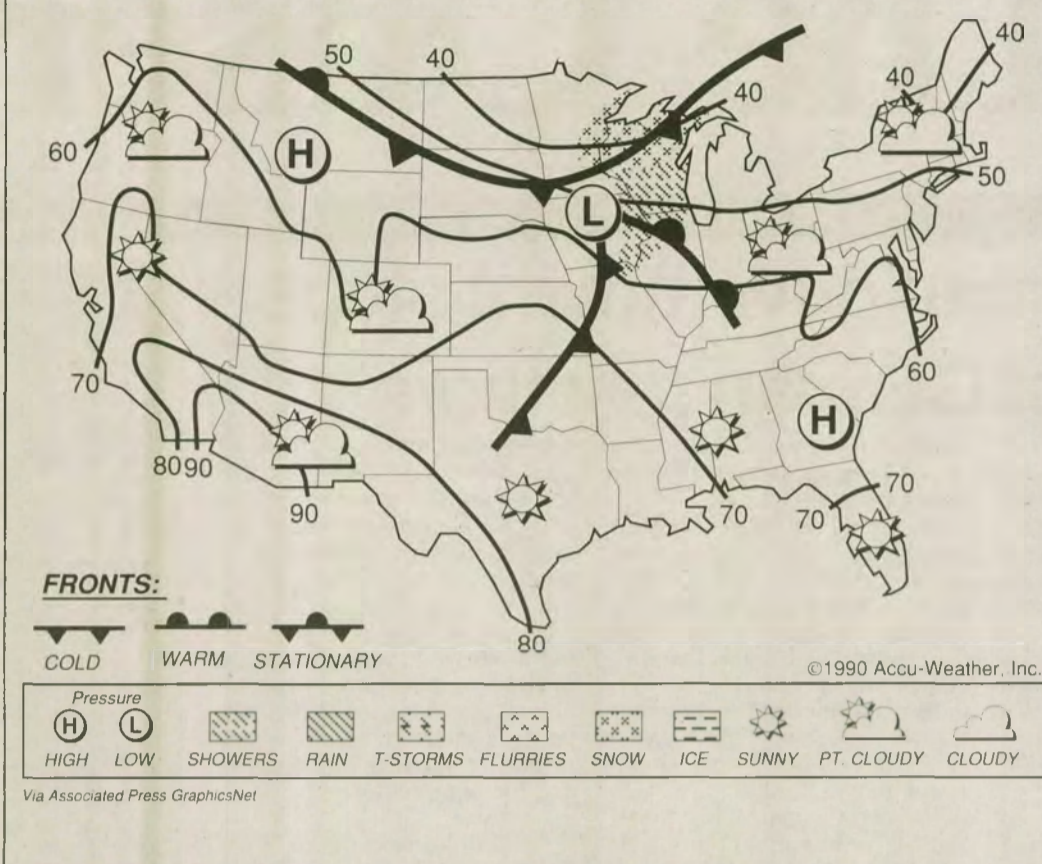 50 40 40
40 40
60 H 50
L
70 H 60
80 90
90 70 70 70
80
FRONTS:
COLD WARM STATIONARY
©1990 Accu-Weather, Inc.
Pressure
H L
HIGH LOW SHOWERS RAIN T-STORMS FLURRIES SNOW ICE SUNNY PT. CLOUDY CLOUDY
Via Associated Press GraphicsNet